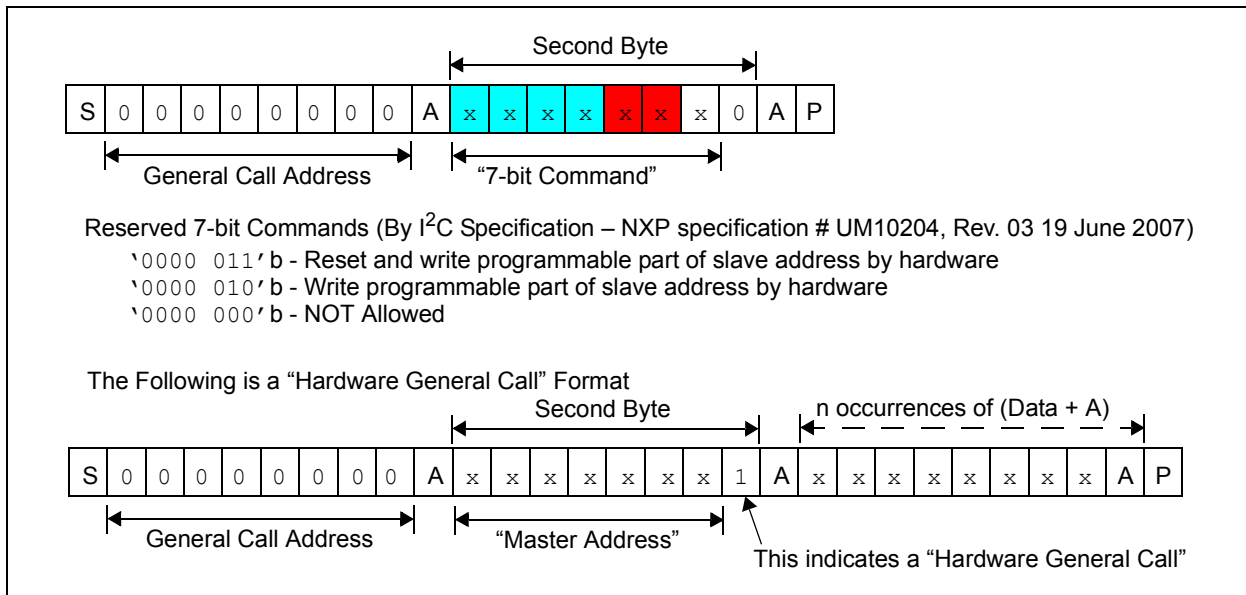 Second Byte
S 0 0 0 0 0 0 0 0 A x x x x x x x 0 A P
General Call Address “7-bit Command”
Reserved 7-bit Commands (By I2C Specification – NXP specification # UM10204, Rev. 03 19 June 2007)
‘0000 011’ b - Reset and write programmable part of slave address by hardware
‘0000 010’ b - Write programmable part of slave address by hardware
‘0000 000’ b - NOT Allowed
The Following is a “Hardware General Call” Format
Second Byte n occurrences of (Data + A)
S 0 0 0 0 0 0 0 0 A x x x x x x x 1 A x x x x x x x x A P
General Call Address “Master Address”
This indicates a “Hardware General Call”